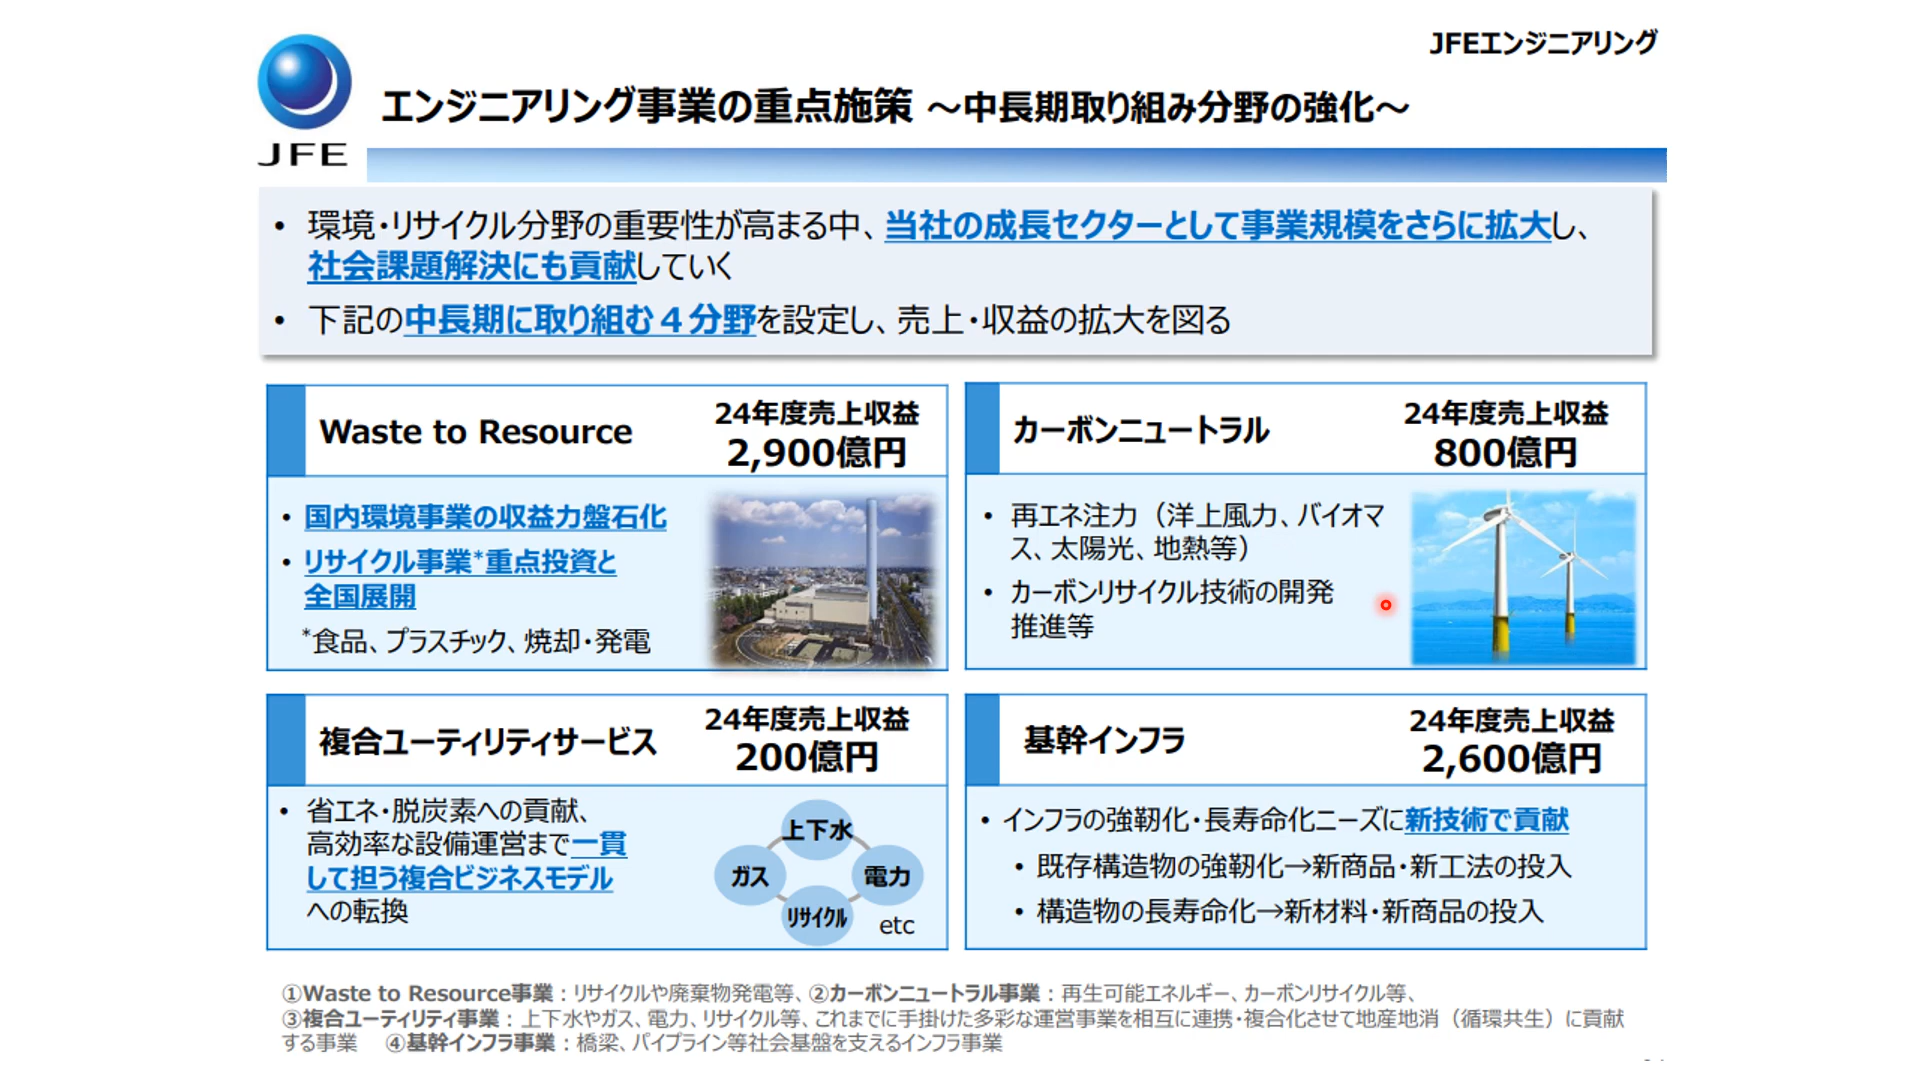 JFEエンジニアリング
JFE
エンジニアリング事業の重点施策 ～中長期取り組み分野の強化～
• 環境・リサイクル分野の重要性が高まる中、当社の成長セクターとして事業規模をさらに拡大し、
社会課題解決にも貢献していく
• 下記の中長期に取り組む４分野を設定し、売上・収益の拡大を図る
Waste to Resource
24年度売上収益
2,900億円
• 国内環境事業の収益力盤石化
• リサイクル事業*重点投資と
全国展開
*食品、プラスチック、焼却・発電
カーボンニュートラル
24年度売上収益
800億円
• 再エネ注力（洋上風力、バイオマ
ス、太陽光、地熱等）
• カーボンリサイクル技術の開発
推進等
複合ユーティリティサービス
24年度売上収益
200億円
• 省エネ・脱炭素への貢献、
高効率な設備運営まで一貫
して担う複合ビジネスモデル
への転換
上下水
ガス
電力
リサイクル
etc
基幹インフラ
24年度売上収益
2,600億円
• インフラの強靭化・長寿命化ニーズに新技術で貢献
• 既存構造物の強靭化→新商品・新工法の投入
• 構造物の長寿命化→新材料・新商品の投入
①Waste to Resource事業：リサイクルや廃棄物発電等、②カーボンニュートラル事業：再生可能エネルギー、カーボンリサイクル等、
③複合ユーティリティ事業：上下水やガス、電力、リサイクル等、これまでに手掛けた多彩な運営事業を相互に連携・複合化させて地産地消（循環共生）に貢献
する事業　④基幹インフラ事業：橋梁、パイプライン等社会基盤を支えるインフラ事業